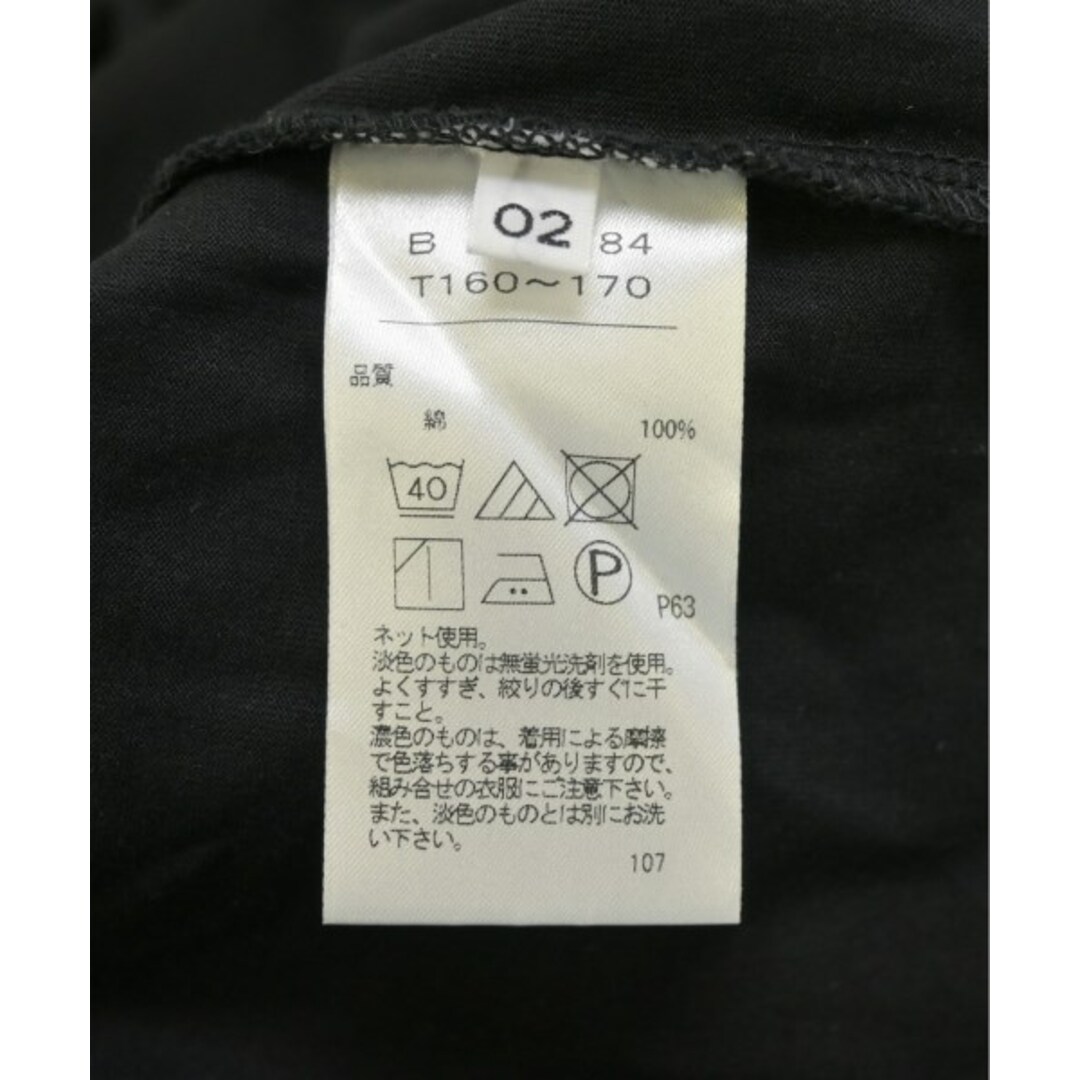 02
B 84
T160～170
品質
綿 100%
40
P
P63
ネット使用。
淡色のものは無蛍光洗剤を使用。
よくすすぎ、絞りの後すぐに干
すこと。
濃色のものは、着用による摩擦
で色落ちする事がありますので、
組み合せの衣服にご注意下さい。
また、淡色のものとは別にお洗
い下さい。
107